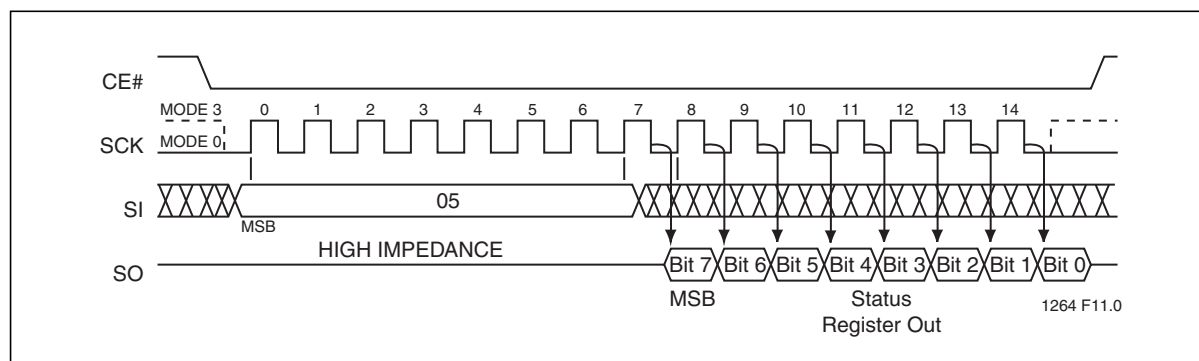 CE#
MODE 3 0 1 2 3 4 5 6 7 8 9 10 11 12 13 14
SCK MODE 0
SI 05
MSB
HIGH IMPEDANCE
SO Bit 7 Bit 6 Bit 5 Bit 4 Bit 3 Bit 2 Bit 1 Bit 0
MSB Status
Register Out
1264 F11.0